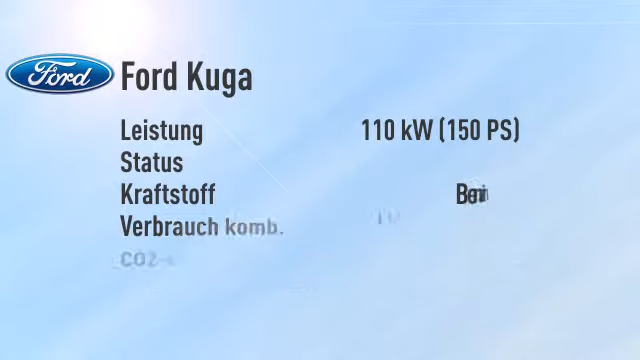 Ford
Ford Kuga
Leistung 110 kW (150 PS)
Status
Kraftstoff
Verbrauch komb.